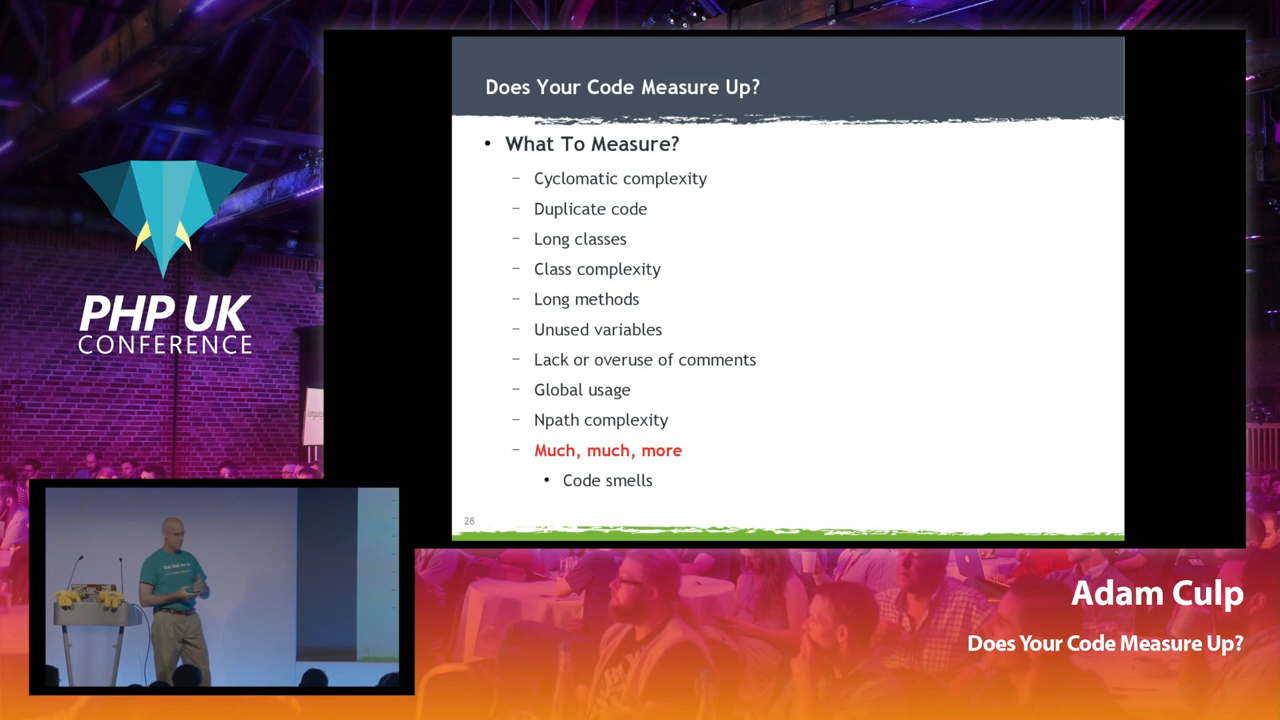 Does Your Code Measure Up?
• What To Measure?
– Cyclomatic complexity
– Duplicate code
– Long classes
– Class complexity
– Long methods
– Unused variables
– Lack or overuse of comments
– Global usage
– Npath complexity
– Much, much, more
• Code smells
28
PHP UK
CONFERENCE
Adam Culp
Does Your Code Measure Up?